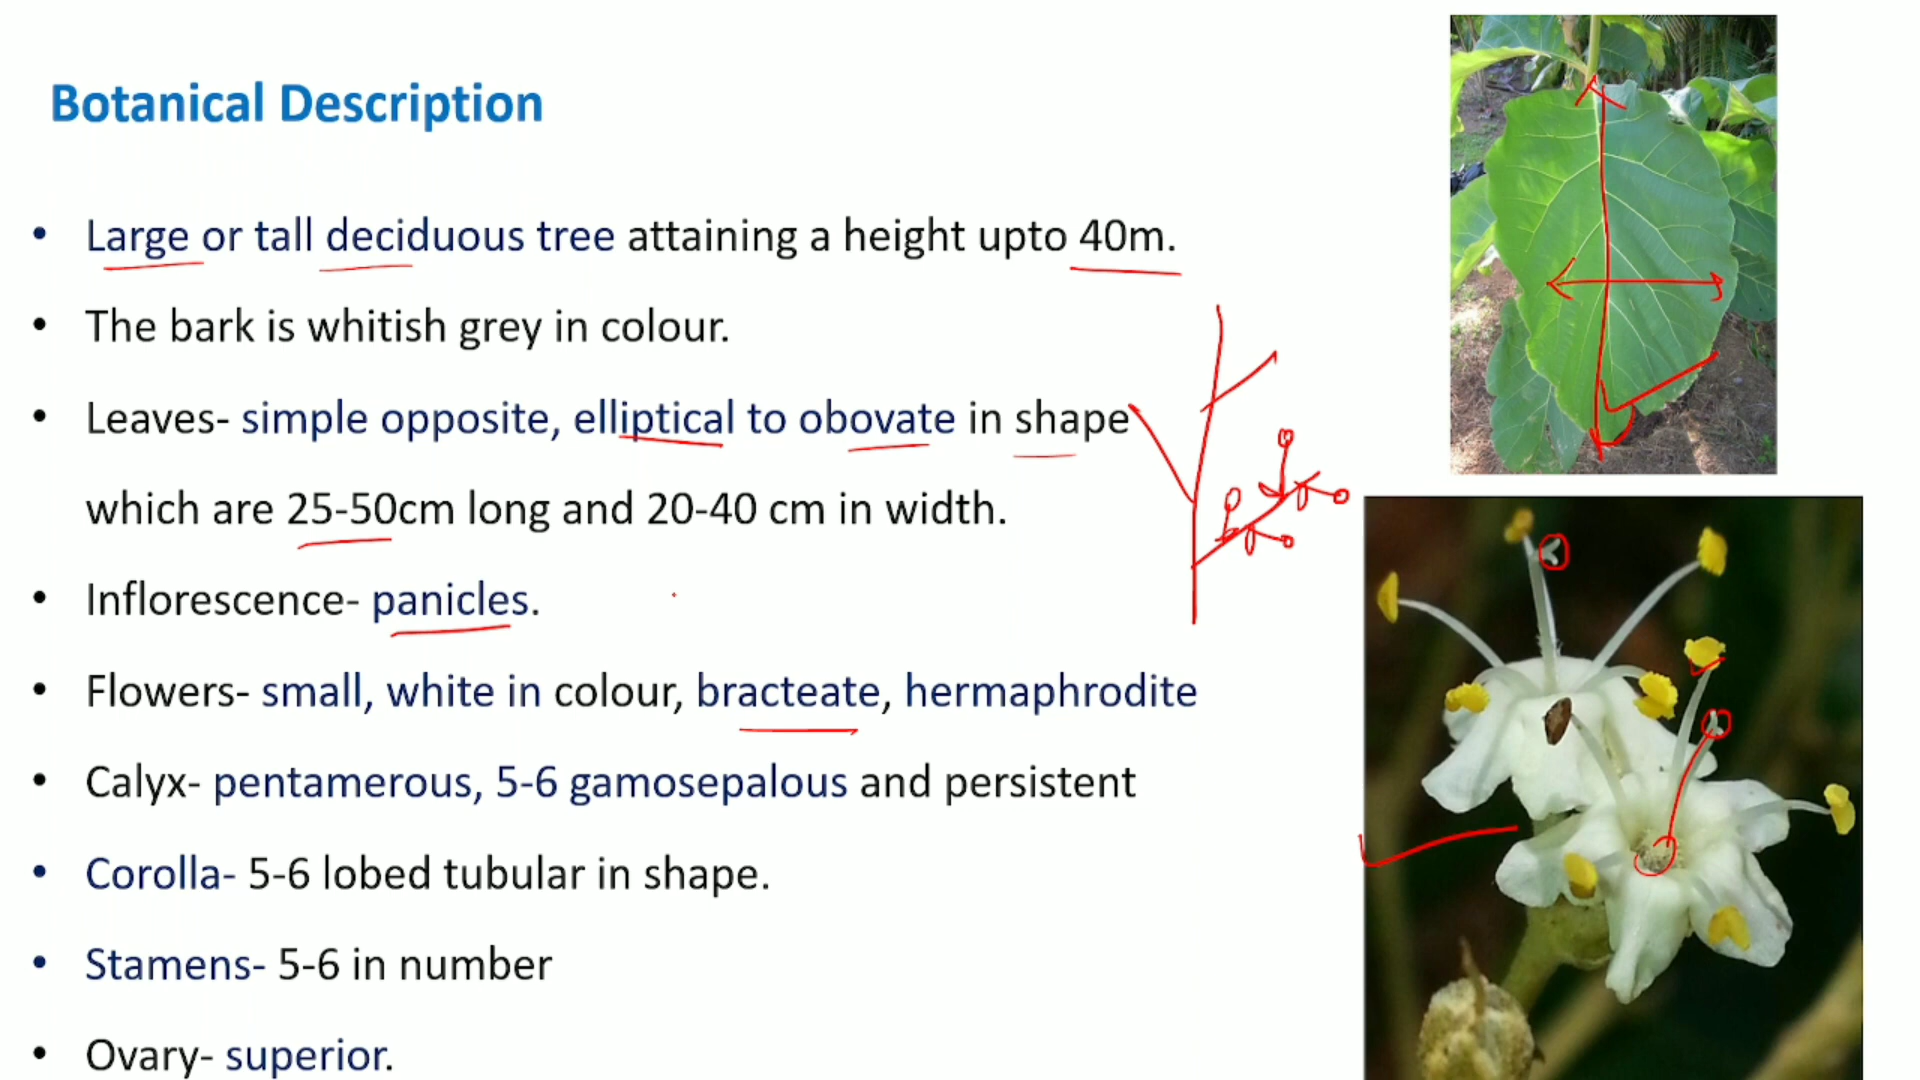 Botanical Description
• Large or tall deciduous tree attaining a height upto 40m.
• The bark is whitish grey in colour.
• Leaves- simple opposite, elliptical to obovate in shape
which are 25-50cm long and 20-40 cm in width.
• Inflorescence- panicles.
• Flowers- small, white in colour, bracteate, hermaphrodite
• Calyx- pentamerous, 5-6 gamosepalous and persistent
• Corolla- 5-6 lobed tubular in shape.
• Stamens- 5-6 in number
• Ovary- superior.